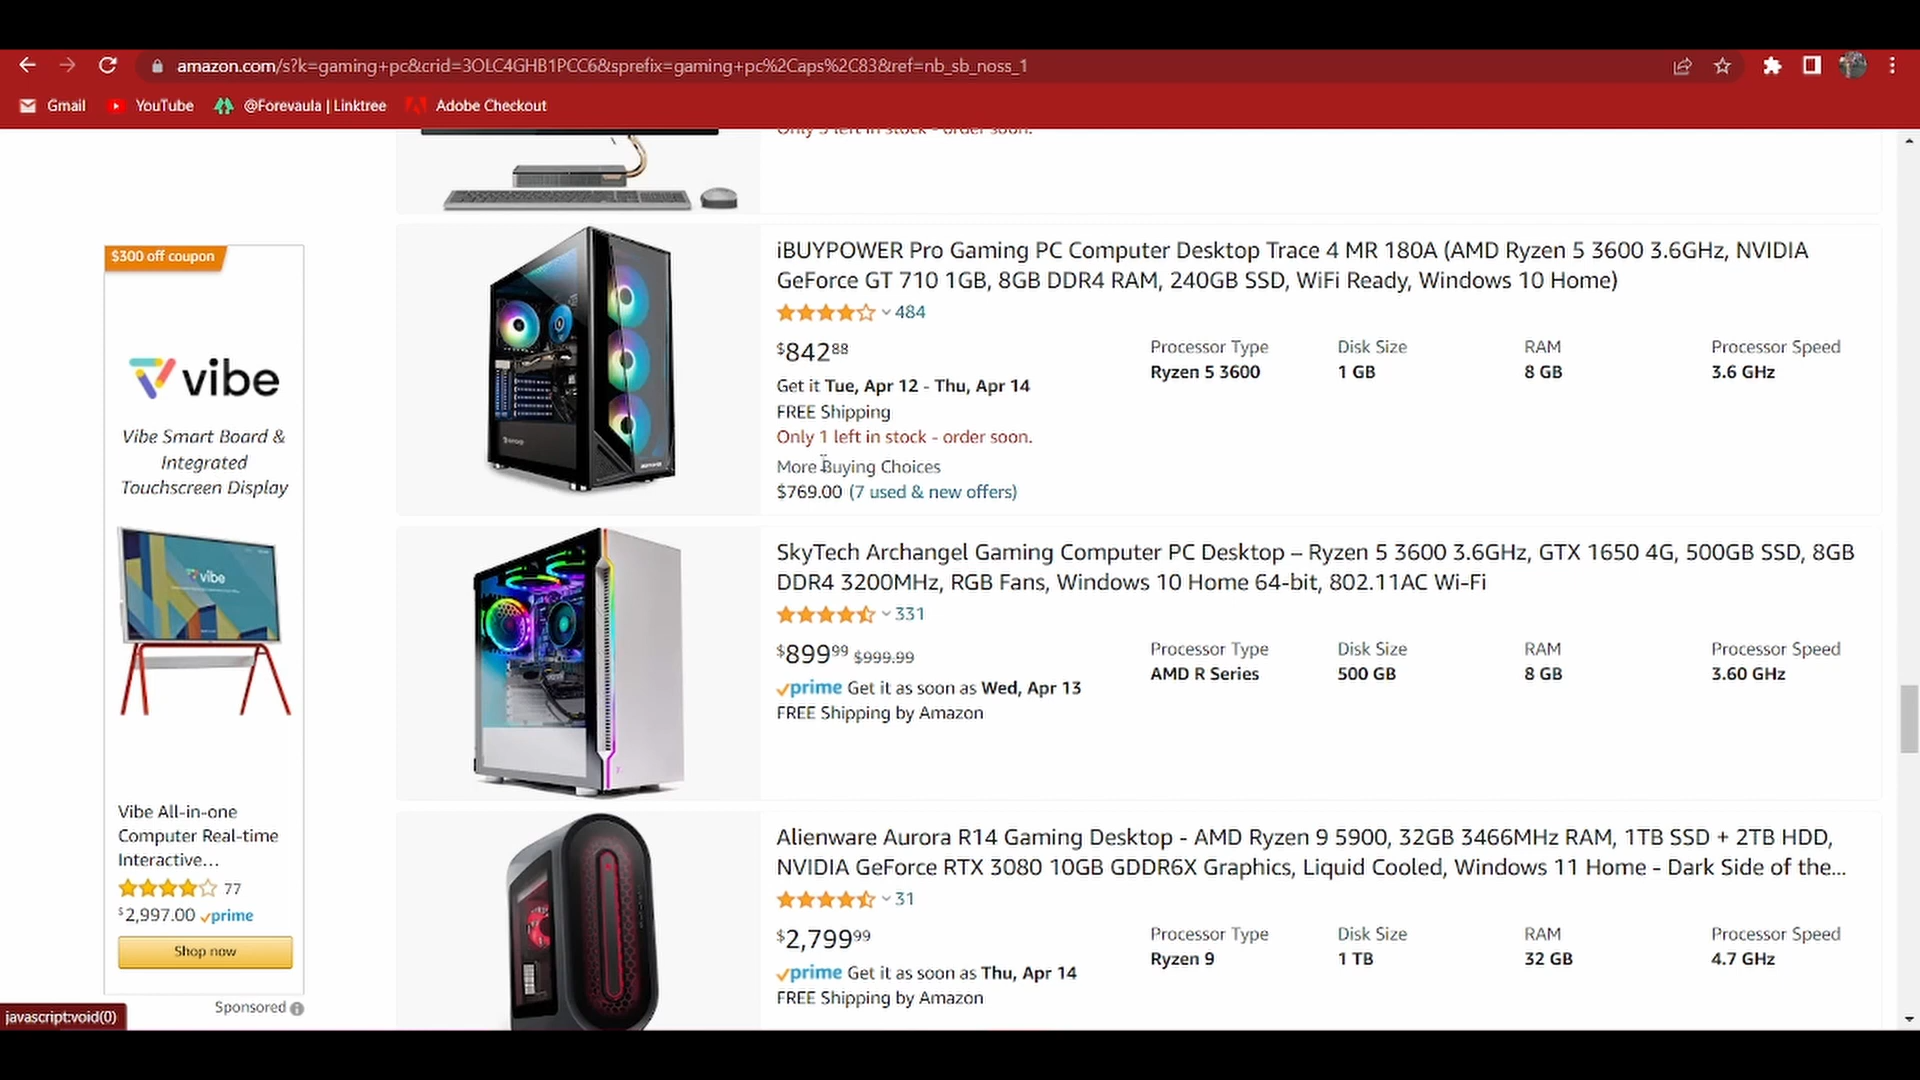 amazon.com/s?k=gaming+pc&crid=3OLC4GHB1PCC6&sprefix=gaming+pc%2Caps%2C83&ref=nb_sb_noss_1
Gmail YouTube @Forevaula | Linktree Adobe Checkout
Only 3 left in stock - order soon.
$300 off coupon
vibe
Vibe Smart Board &
Integrated
Touchscreen Display
vibe
Vibe All-in-one
Computer Real-time
Interactive...
77
$2,997.00 prime
Shop now
Sponsored
iBUYPOWER Pro Gaming PC Computer Desktop Trace 4 MR 180A (AMD Ryzen 5 3600 3.6GHz, NVIDIA
GeForce GT 710 1GB, 8GB DDR4 RAM, 240GB SSD, WiFi Ready, Windows 10 Home)
484
$842 88
Get it Tue, Apr 12 - Thu, Apr 14
FREE Shipping
Only 1 left in stock - order soon.
More Buying Choices
$769.00 (7 used & new offers)
Processor Type Disk Size RAM Processor Speed
Ryzen 5 3600 1 GB 8 GB 3.6 GHz
SkyTech Archangel Gaming Computer PC Desktop – Ryzen 5 3600 3.6GHz, GTX 1650 4G, 500GB SSD, 8GB
DDR4 3200MHz, RGB Fans, Windows 10 Home 64-bit, 802.11AC Wi-Fi
331
$899 99 $999.99
prime Get it as soon as Wed, Apr 13
FREE Shipping by Amazon
Processor Type Disk Size RAM Processor Speed
AMD R Series 500 GB 8 GB 3.60 GHz
Alienware Aurora R14 Gaming Desktop - AMD Ryzen 9 5900, 32GB 3466MHz RAM, 1TB SSD + 2TB HDD,
NVIDIA GeForce RTX 3080 10GB GDDR6X Graphics, Liquid Cooled, Windows 11 Home - Dark Side of the...
31
$2,799 99
prime Get it as soon as Thu, Apr 14
FREE Shipping by Amazon
Processor Type Disk Size RAM Processor Speed
Ryzen 9 1 TB 32 GB 4.7 GHz
javascript:void(0)